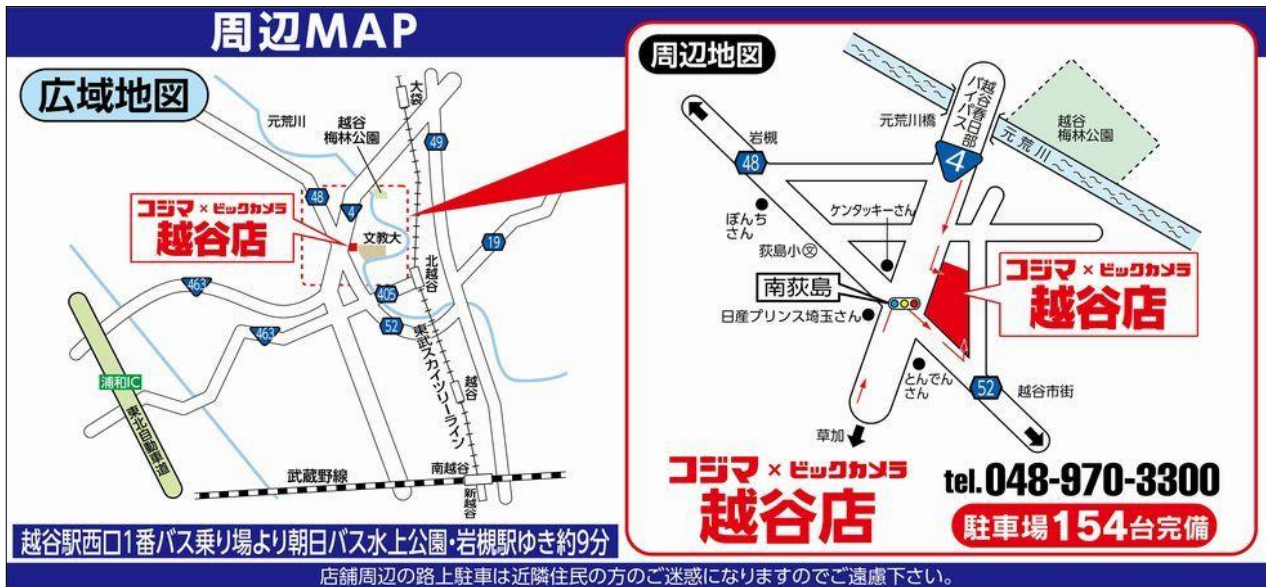 周辺MAP
広域地図
元荒川
越谷
梅林公園
大袋
49
48
4
コジマ×ビックカメラ
越谷店
文教大
19
北越谷
463
405
52
463
東武スカイツリーライン
越谷
浦和IC
東北自動車道
武蔵野線
南越谷
新越谷
越谷駅西口1番バス乗り場より朝日バス水上公園・岩槻駅ゆき約9分
周辺地図
越谷春日部
バイパス
元荒川橋
越谷
梅林公園
元荒川
岩槻
48
4
ぼんち
さん
ケンタッキーさん
荻島小文
南荻島
コジマ×ビックカメラ
越谷店
日産プリンス埼玉さん
とんでん
さん
52
越谷市街
草加
コジマ×ビックカメラ
越谷店
tel.048-970-3300
駐車場154台完備
店舗周辺の路上駐車は近隣住民の方のご迷惑になりますのでご遠慮下さい。